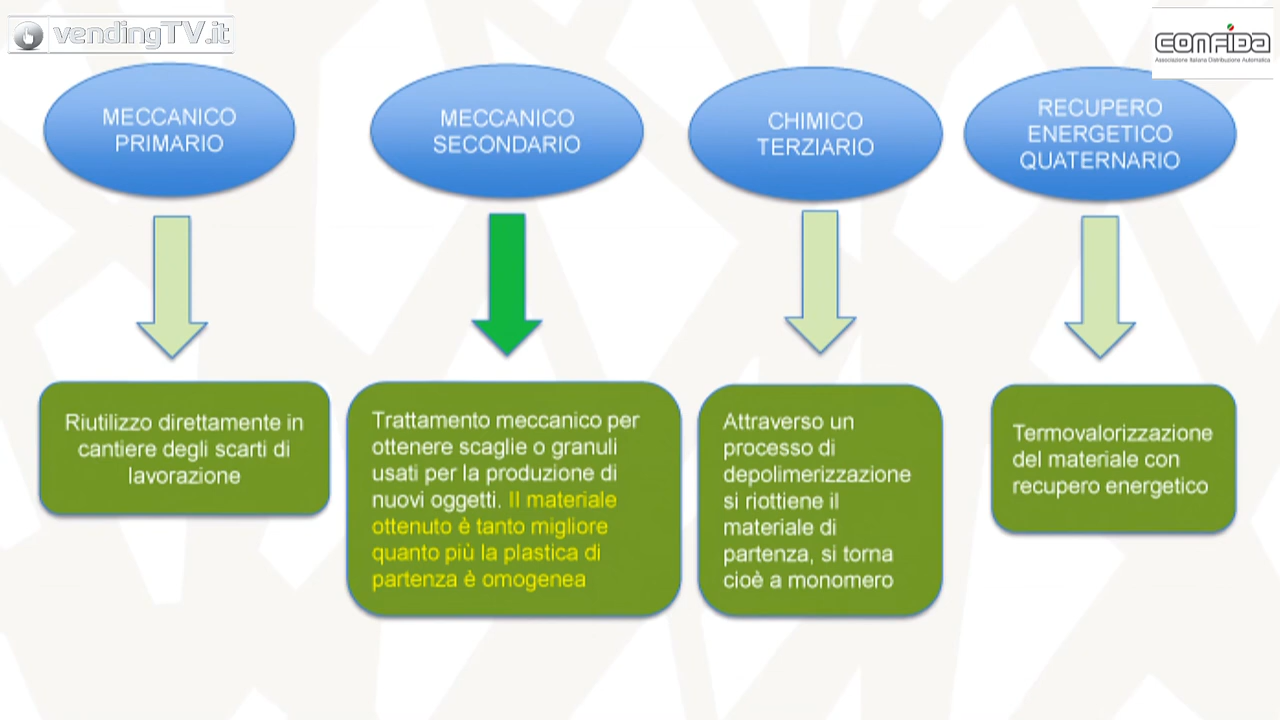 vendingTV.it
CONFIDA
Associazione Italiana Distribuzione Automatica
MECCANICO
PRIMARIO
MECCANICO
SECONDARIO
CHIMICO
TERZIARIO
RECUPERO
ENERGETICO
QUATERNARIO
Riutilizzo direttamente in
cantiere degli scarti di
lavorazione
Trattamento meccanico per
ottenere scaglie o granuli
usati per la produzione di
nuovi oggetti. Il materiale
ottenuto è tanto migliore
quanto più la plastica di
partenza è omogenea
Attraverso un
processo di
depolimerizzazione
si riottiene il
materiale di
partenza, si torna
cioè a monomero
Termovalorizzazione
del materiale con
recupero energetico